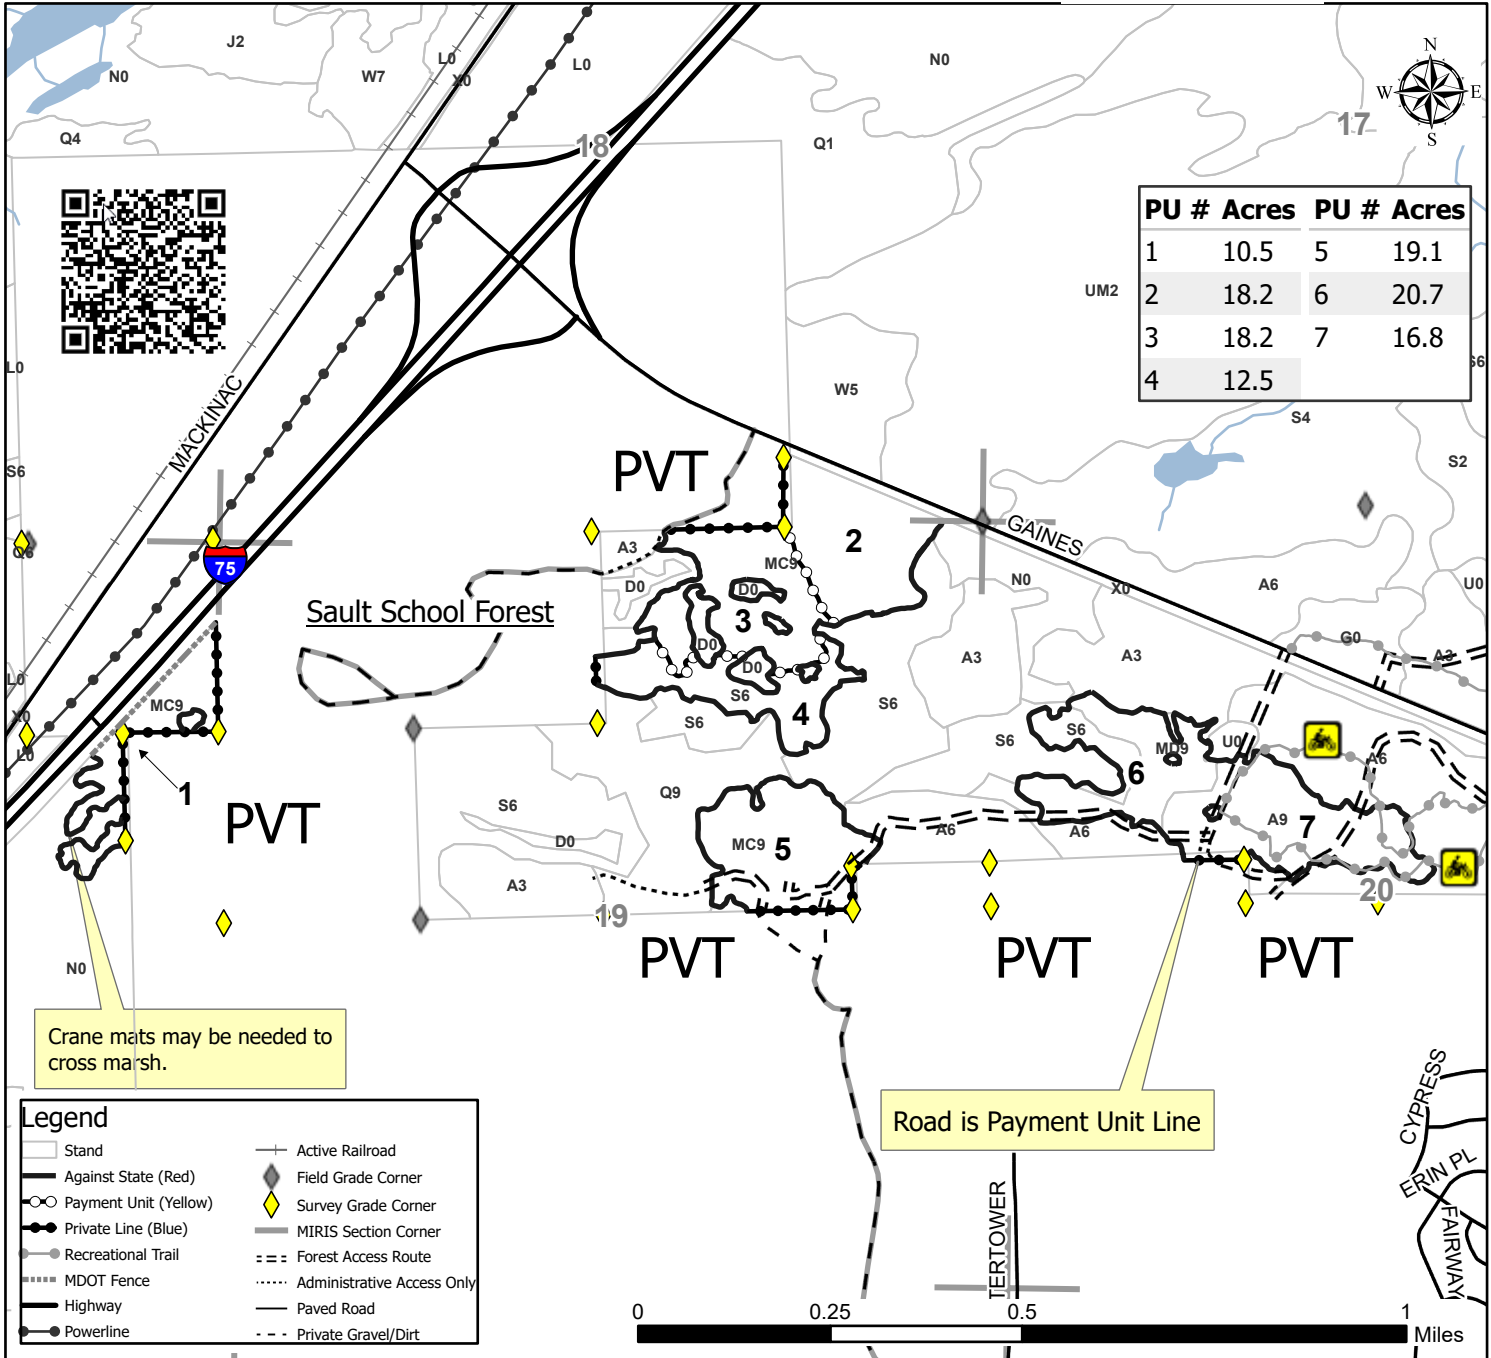 J2
N0
W7
L0
X0
L0
N0
Q4
18
Q1
17
N
W
E
S
PU # Acres PU # Acres
1 10.5 5 19.1
2 18.2 6 20.7
3 18.2 7 16.8
4 12.5
UM2
L0
S6
W5
S4
S2
MACKINAC
S6
PVT
GAINES
Q6
75
A3
D0
MC9
2
D0
3
D0
D0
N0
X0
A6
U0
G0
A3
Sault School Forest
A3
A3
L0
X0
L0
MC9
S6
S6
4
S6
S6
S6
MD9
U0
6
A6
1
PVT
S6
D0
Q9
MC9
5
A6
A6
A9
7
A3
19
20
PVT
PVT
PVT
N0
Crane mats may be needed to
cross marsh.
Road is Payment Unit Line
CYPRESS
ERIN PL
FAIRWAY
TERTOWER
Legend
Stand
Against State (Red)
Payment Unit (Yellow)
Private Line (Blue)
Recreational Trail
MDOT Fence
Highway
Powerline
Active Railroad
Field Grade Corner
Survey Grade Corner
MIRIS Section Corner
Forest Access Route
Administrative Access Only
Paved Road
Private Gravel/Dirt
0 0.25 0.5 1
Miles